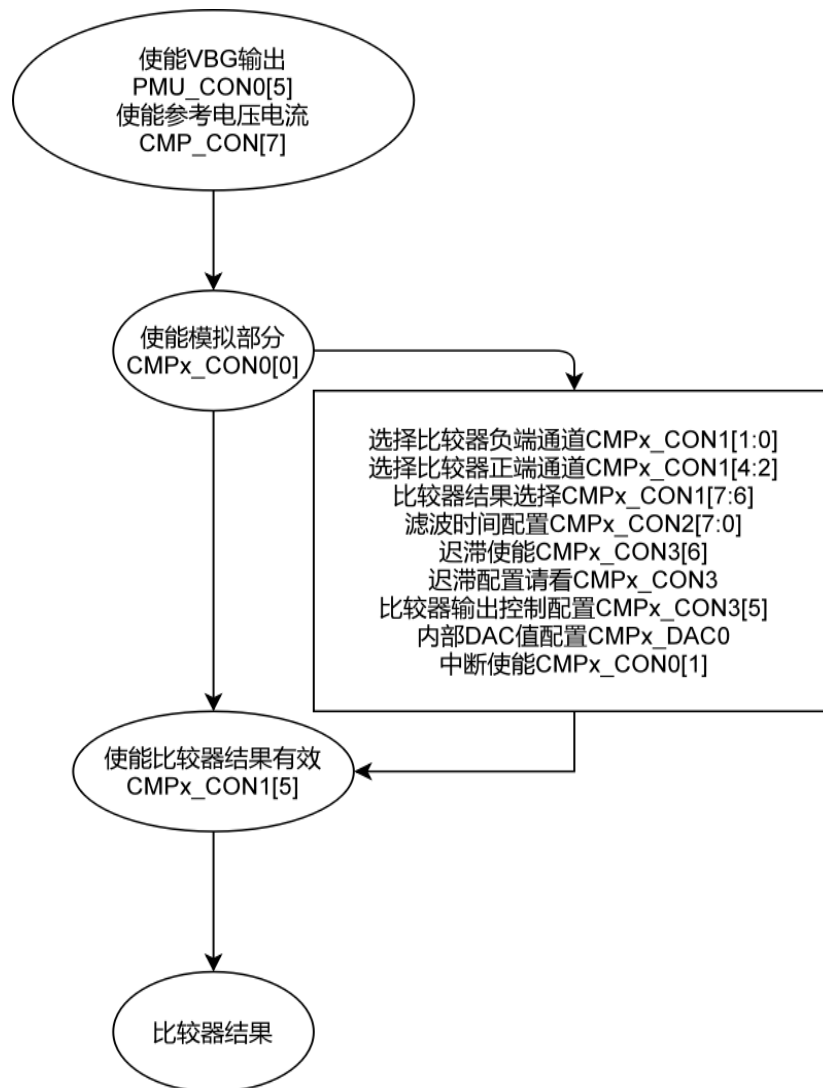 使能VBG输出
PMU_CON0[5]
使能参考电压电流
CMP_CON[7]
使能模拟部分
CMPx_CON0[0]
选择比较器负端通道CMPx_CON1[1:0]
选择比较器正端通道CMPx_CON1[4:2]
比较器结果选择CMPx_CON1[7:6]
滤波时间配置CMPx_CON2[7:0]
迟滞使能CMPx_CON3[6]
迟滞配置请看CMPx_CON3
比较器输出控制配置CMPx_CON3[5]
内部DAC值配置CMPx_DAC0
中断使能CMPx_CON0[1]
使能比较器结果有效
CMPx_CON1[5]
比较器结果